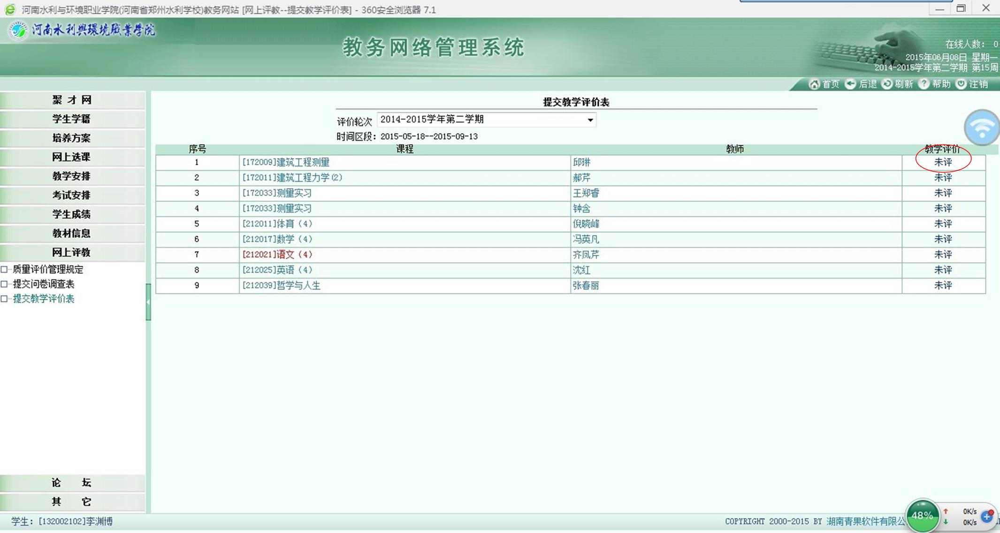 河南水利与环境职业学院(河南省郑州水利学校)教务网站 [网上评教--提交教学评价表] - 360安全浏览器 7.1
河南水利與環境職業學院
教务网络管理系统
在线人数： 0
2015年06月08日 星期一
2014-2015学年第二学期 第15周
首页 后退 刷新 帮助 注销
聚 才 网
学生学籍
培养方案
网上选课
教学安排
考试安排
学生成绩
教材信息
网上评教
质量评价管理规定
提交问卷调查表
提交教学评价表
论 坛
其 它
提交教学评价表
评价轮次 2014-2015学年第二学期
时间区段：2015-05-18--2015-09-13
序号 课程 教师 教学评价
1 [172009]建筑工程测量 邱琳 未评
2 [172011]建筑工程力学(2) 郝芹 未评
3 [172033]测量实习 王郑睿 未评
4 [172033]测量实习 钟含 未评
5 [212011]体育（4） 倪晓峰 未评
6 [212017]数学（4） 冯英凡 未评
7 [212021]语文（4） 齐凤芹 未评
8 [212025]英语（4） 沈红 未评
9 [212039]哲学与人生 张春丽 未评
学生：[132002102]李渊博
COPYRIGHT 2000-2015 BY 湖南青果软件有限公
48%
0K/s
0K/s